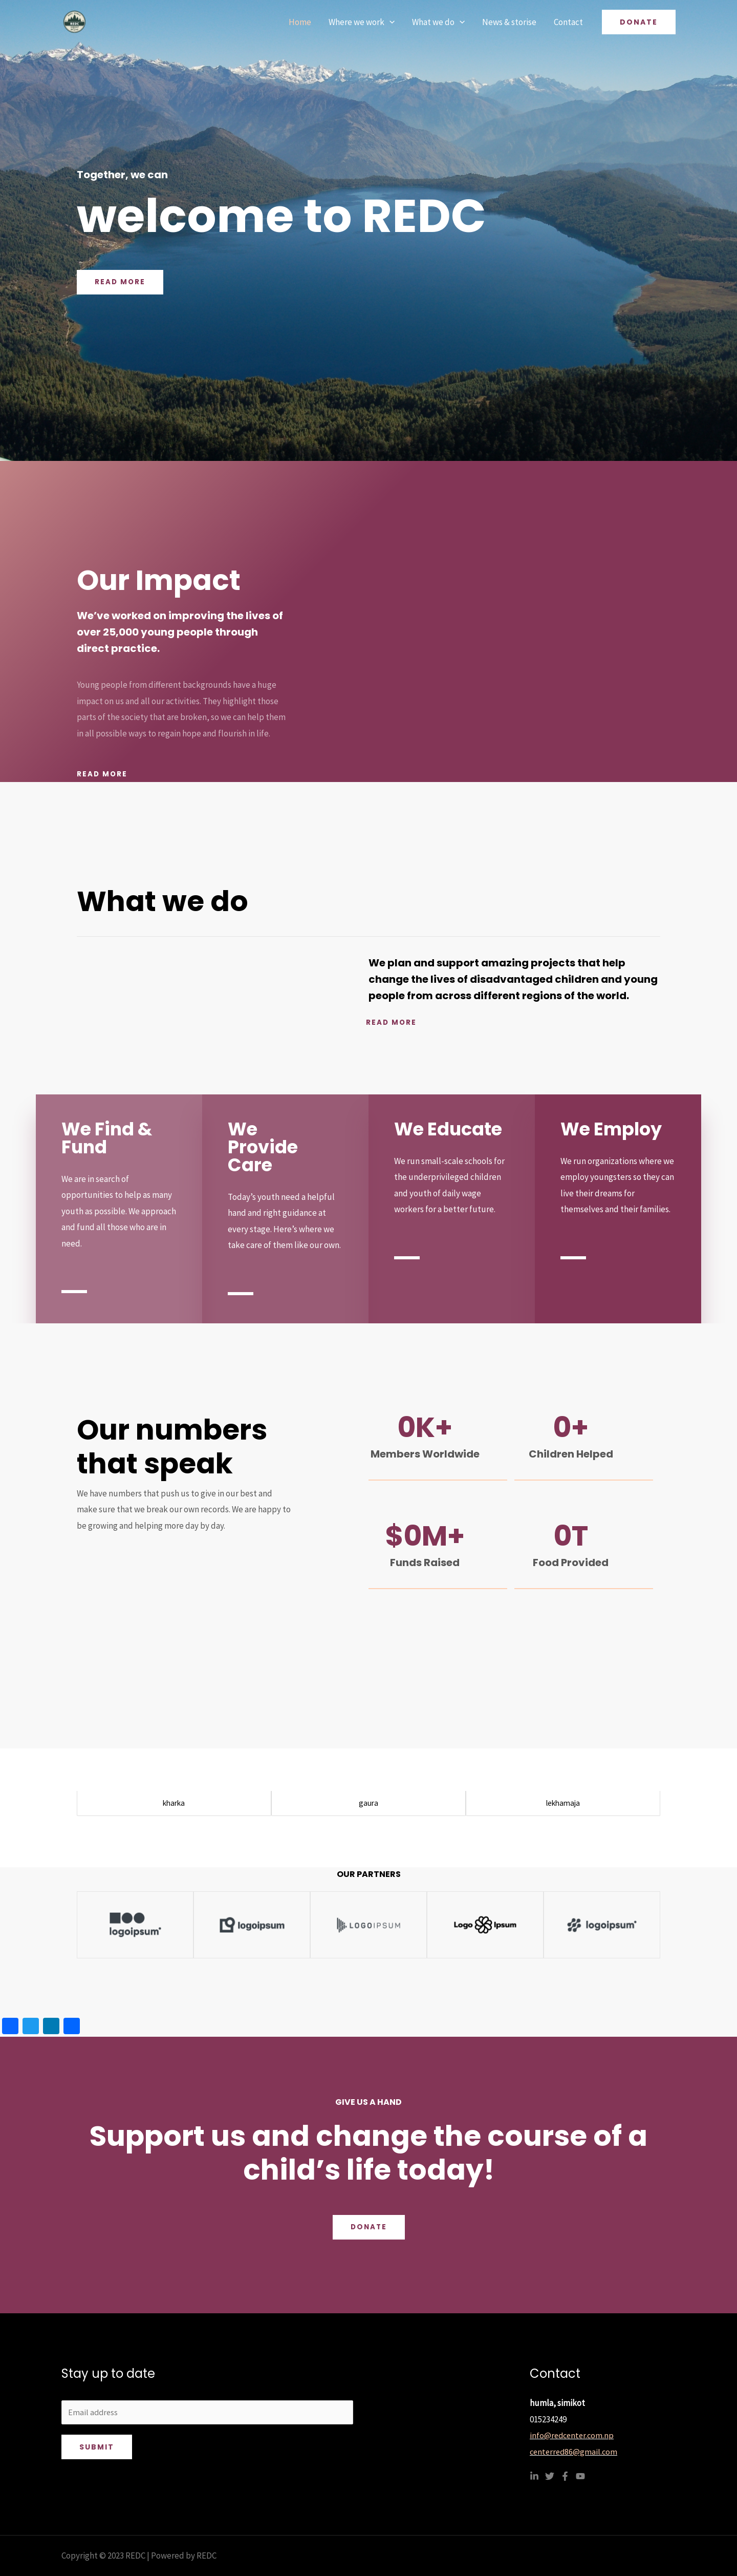 REDC
Home
Where we work
What we do
News & storise
Contact
DONATE
Together, we can
welcome to REDC
READ MORE
Our Impact
We’ve worked on improving the lives of
over 25,000 young people through
direct practice.
Young people from different backgrounds have a huge
impact on us and all our activities. They highlight those
parts of the society that are broken, so we can help them
in all possible ways to regain hope and flourish in life.
READ MORE
What we do
We plan and support amazing projects that help
change the lives of disadvantaged children and young
people from across different regions of the world.
READ MORE
We Find &
Fund
We are in search of
opportunities to help as many
youth as possible. We approach
and fund all those who are in
need.
We
Provide
Care
Today’s youth need a helpful
hand and right guidance at
every stage. Here’s where we
take care of them like our own.
We Educate
We run small-scale schools for
the underprivileged children
and youth of daily wage
workers for a better future.
We Employ
We run organizations where we
employ youngsters so they can
live their dreams for
themselves and their families.
Our numbers
that speak
We have numbers that push us to give in our best and
make sure that we break our own records. We are happy to
be growing and helping more day by day.
0K+
Members Worldwide
0+
Children Helped
$0M+
Funds Raised
0T
Food Provided
kharka
gaura
lekhamaja
OUR PARTNERS
logoipsum
logoipsum
LOGOIPSUM
Logo Ipsum
logoipsum
GIVE US A HAND
Support us and change the course of a
child’s life today!
DONATE
Stay up to date
Email address
SUBMIT
Contact
humla, simikot
015234249
info@redcenter.com.np
centerred86@gmail.com
Copyright © 2023 REDC | Powered by REDC